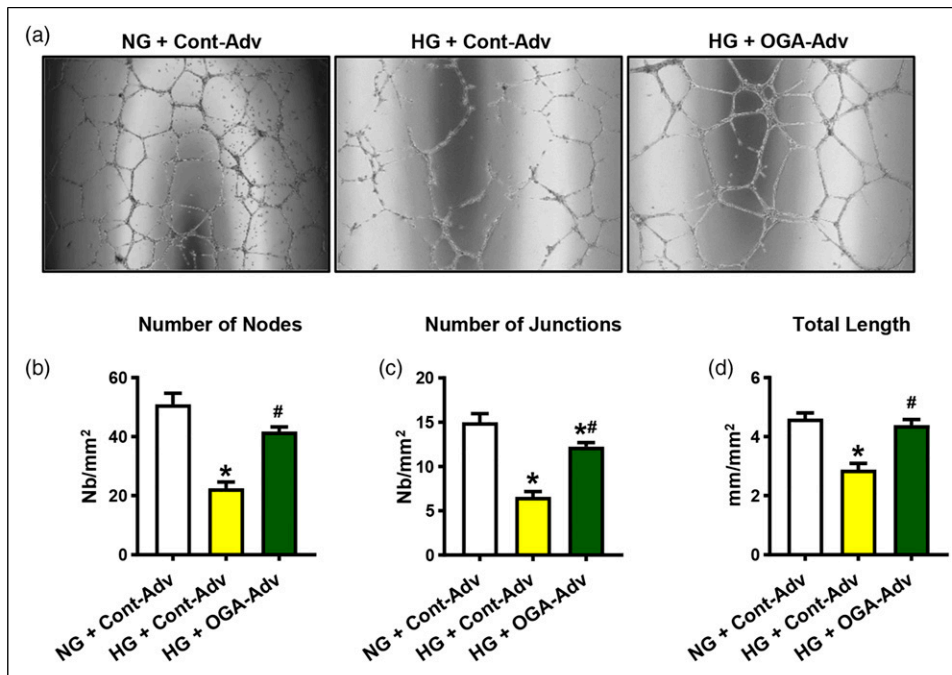 (a)
NG + Cont-Adv HG + Cont-Adv HG + OGA-Adv
Number of Nodes
(b)
Nb/mm²
60
40
20
0
*
#
NG + Cont-Adv
HG + Cont-Adv
HG + OGA-Adv
Number of Junctions
(c)
Nb/mm²
20
15
10
5
0
*
*#
NG + Cont-Adv
HG + Cont-Adv
HG + OGA-Adv
Total Length
(d)
mm/mm²
6
4
2
0
*
#
NG + Cont-Adv
HG + Cont-Adv
HG + OGA-Adv